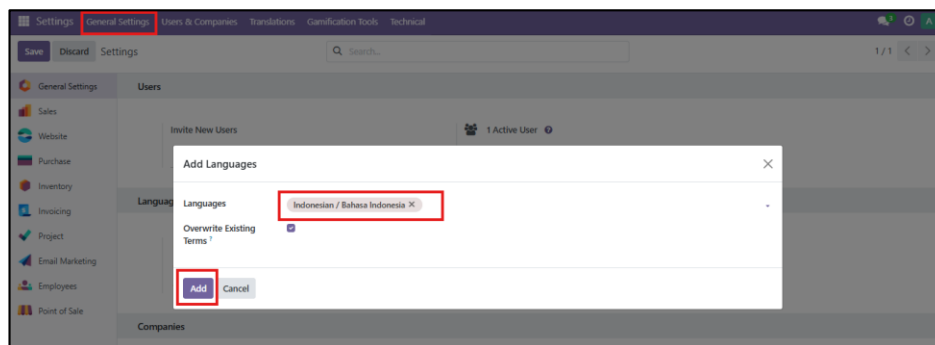 Settings General Settings Users & Companies Translations Gamification Tools Technical
1
A
Save Discard Settings
Search...
1 / 1
General Settings
Users
Sales
Website
Invite New Users
1 Active User ?
Purchase
Add Languages
Inventory
Languag
Languages
Indonesian / Bahasa Indonesia ×
Invoicing
Overwrite Existing
Terms ?
Project
Email Marketing
Employees
Add Cancel
Point of Sale
Companies